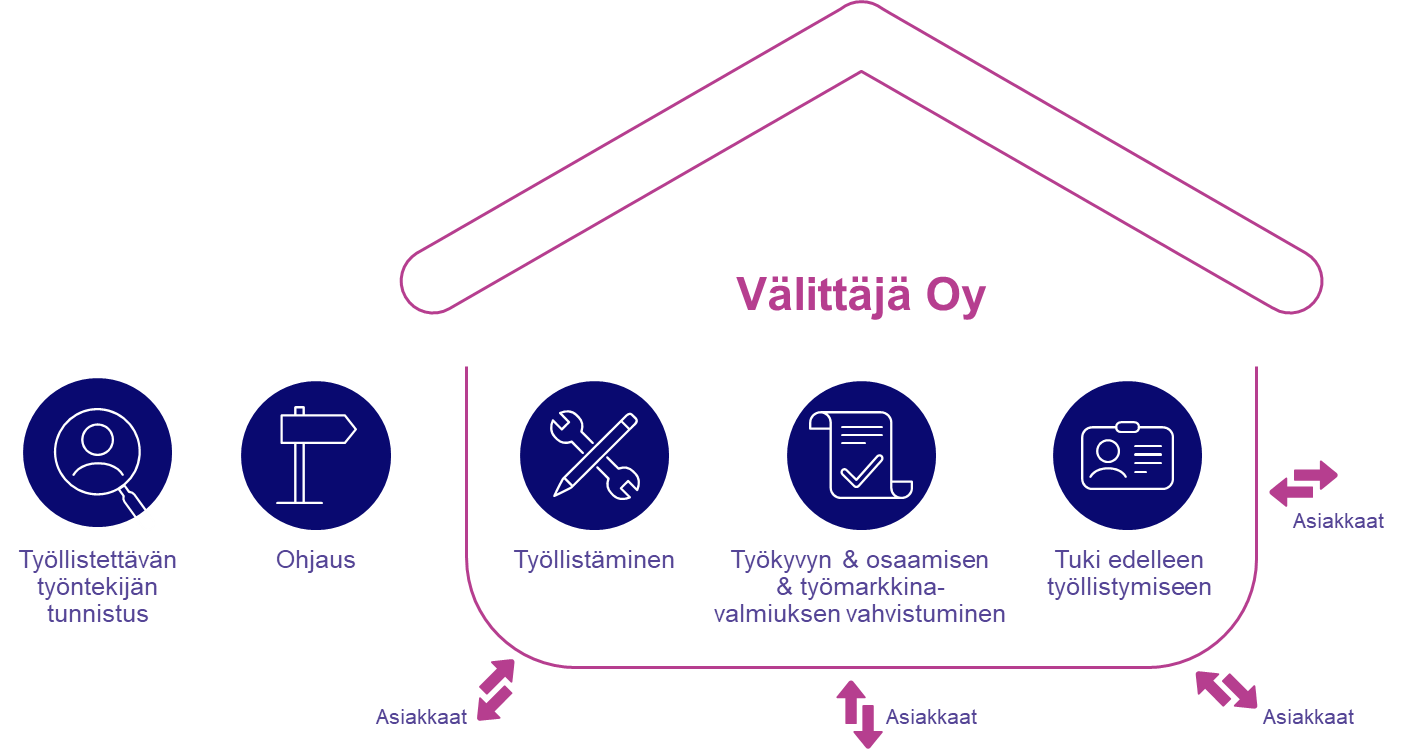 Välittäjä Oy
Työllistettävän
työntekijän
tunnistus
Ohjaus
Työllistäminen
Työkyvyn & osaamisen
& työmarkkina-
valmiuksen vahvistuminen
Tuki edelleen
työllistymiseen
Asiakkaat
Asiakkaat
Asiakkaat
Asiakkaat